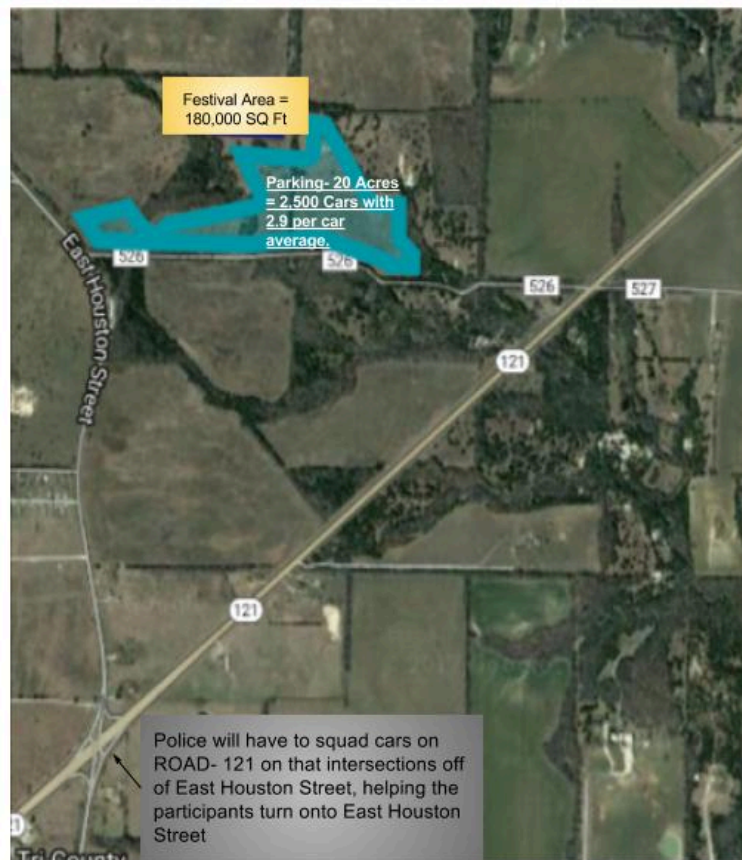 Festival Area =
180,000 SQ Ft
Parking- 20 Acres
= 2,500 Cars with
2.9 per car
average.
526
526
526
527
East Houston Street
121
121
Police will have to squad cars on
ROAD- 121 on that intersections off
of East Houston Street, helping the
participants turn onto East Houston
Street
Tri County